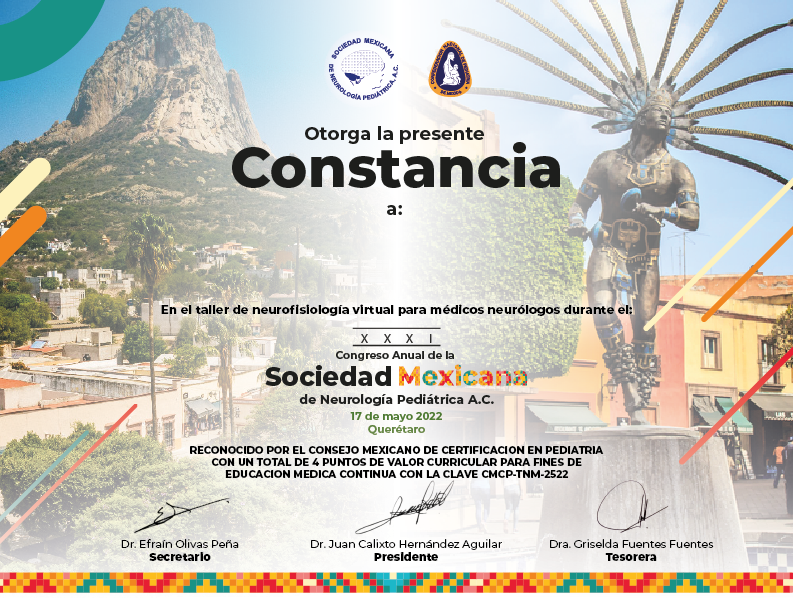 SOCIEDAD MEXICANA
DE NEUROLOGÍA PEDIÁTRICA, A.C.
Otorga la presente
Constancia
a:
En el taller de neurofisiología virtual para médicos neurólogos durante el:
X X X I
Congreso Anual de la
Sociedad Mexicana
de Neurología Pediátrica A.C.
17 de mayo 2022
Querétaro
RECONOCIDO POR EL CONSEJO MEXICANO DE CERTIFICACION EN PEDIATRIA
CON UN TOTAL DE 4 PUNTOS DE VALOR CURRICULAR PARA FINES DE
EDUCACION MEDICA CONTINUA CON LA CLAVE CMCP-TNM-2522
Dr. Efraín Olivas Peña
Secretario
Dr. Juan Calixto Hernández Aguilar
Presidente
Dra. Griselda Fuentes Fuentes
Tesorera